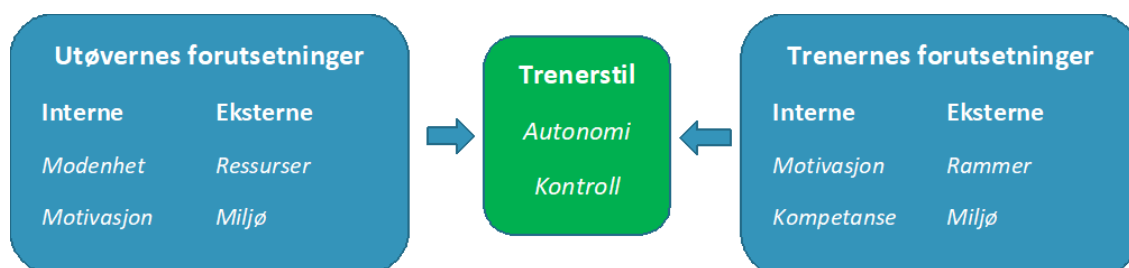 Utøvernes forutsetninger
Interne Eksterne
Modenhet Ressurser
Motivasjon Miljø
Trenerstil
Autonomi
Kontroll
Trenernes forutsetninger
Interne Eksterne
Motivasjon Rammer
Kompetanse Miljø